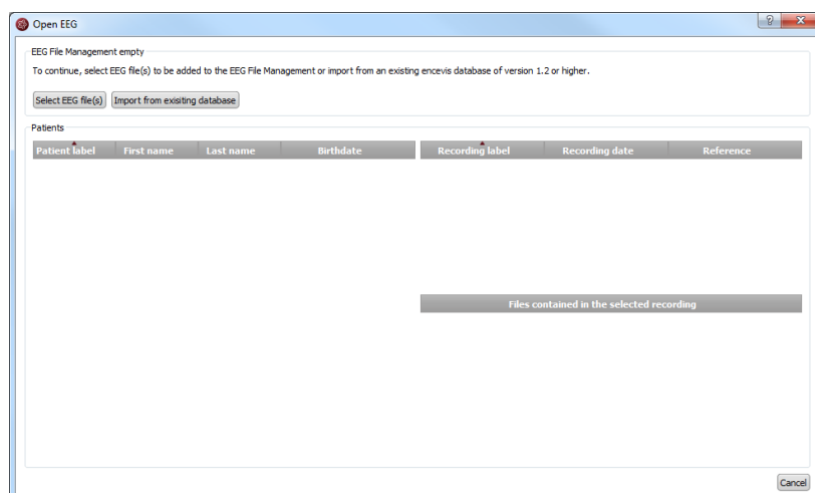 Open EEG
?
EEG File Management empty
To continue, select EEG file(s) to be added to the EEG File Management or import from an existing encevis database of version 1.2 or higher.
Select EEG file(s) Import from exisiting database
Patients
Patient label First name Last name Birthdate Recording label Recording date Reference
Files contained in the selected recording
Cancel